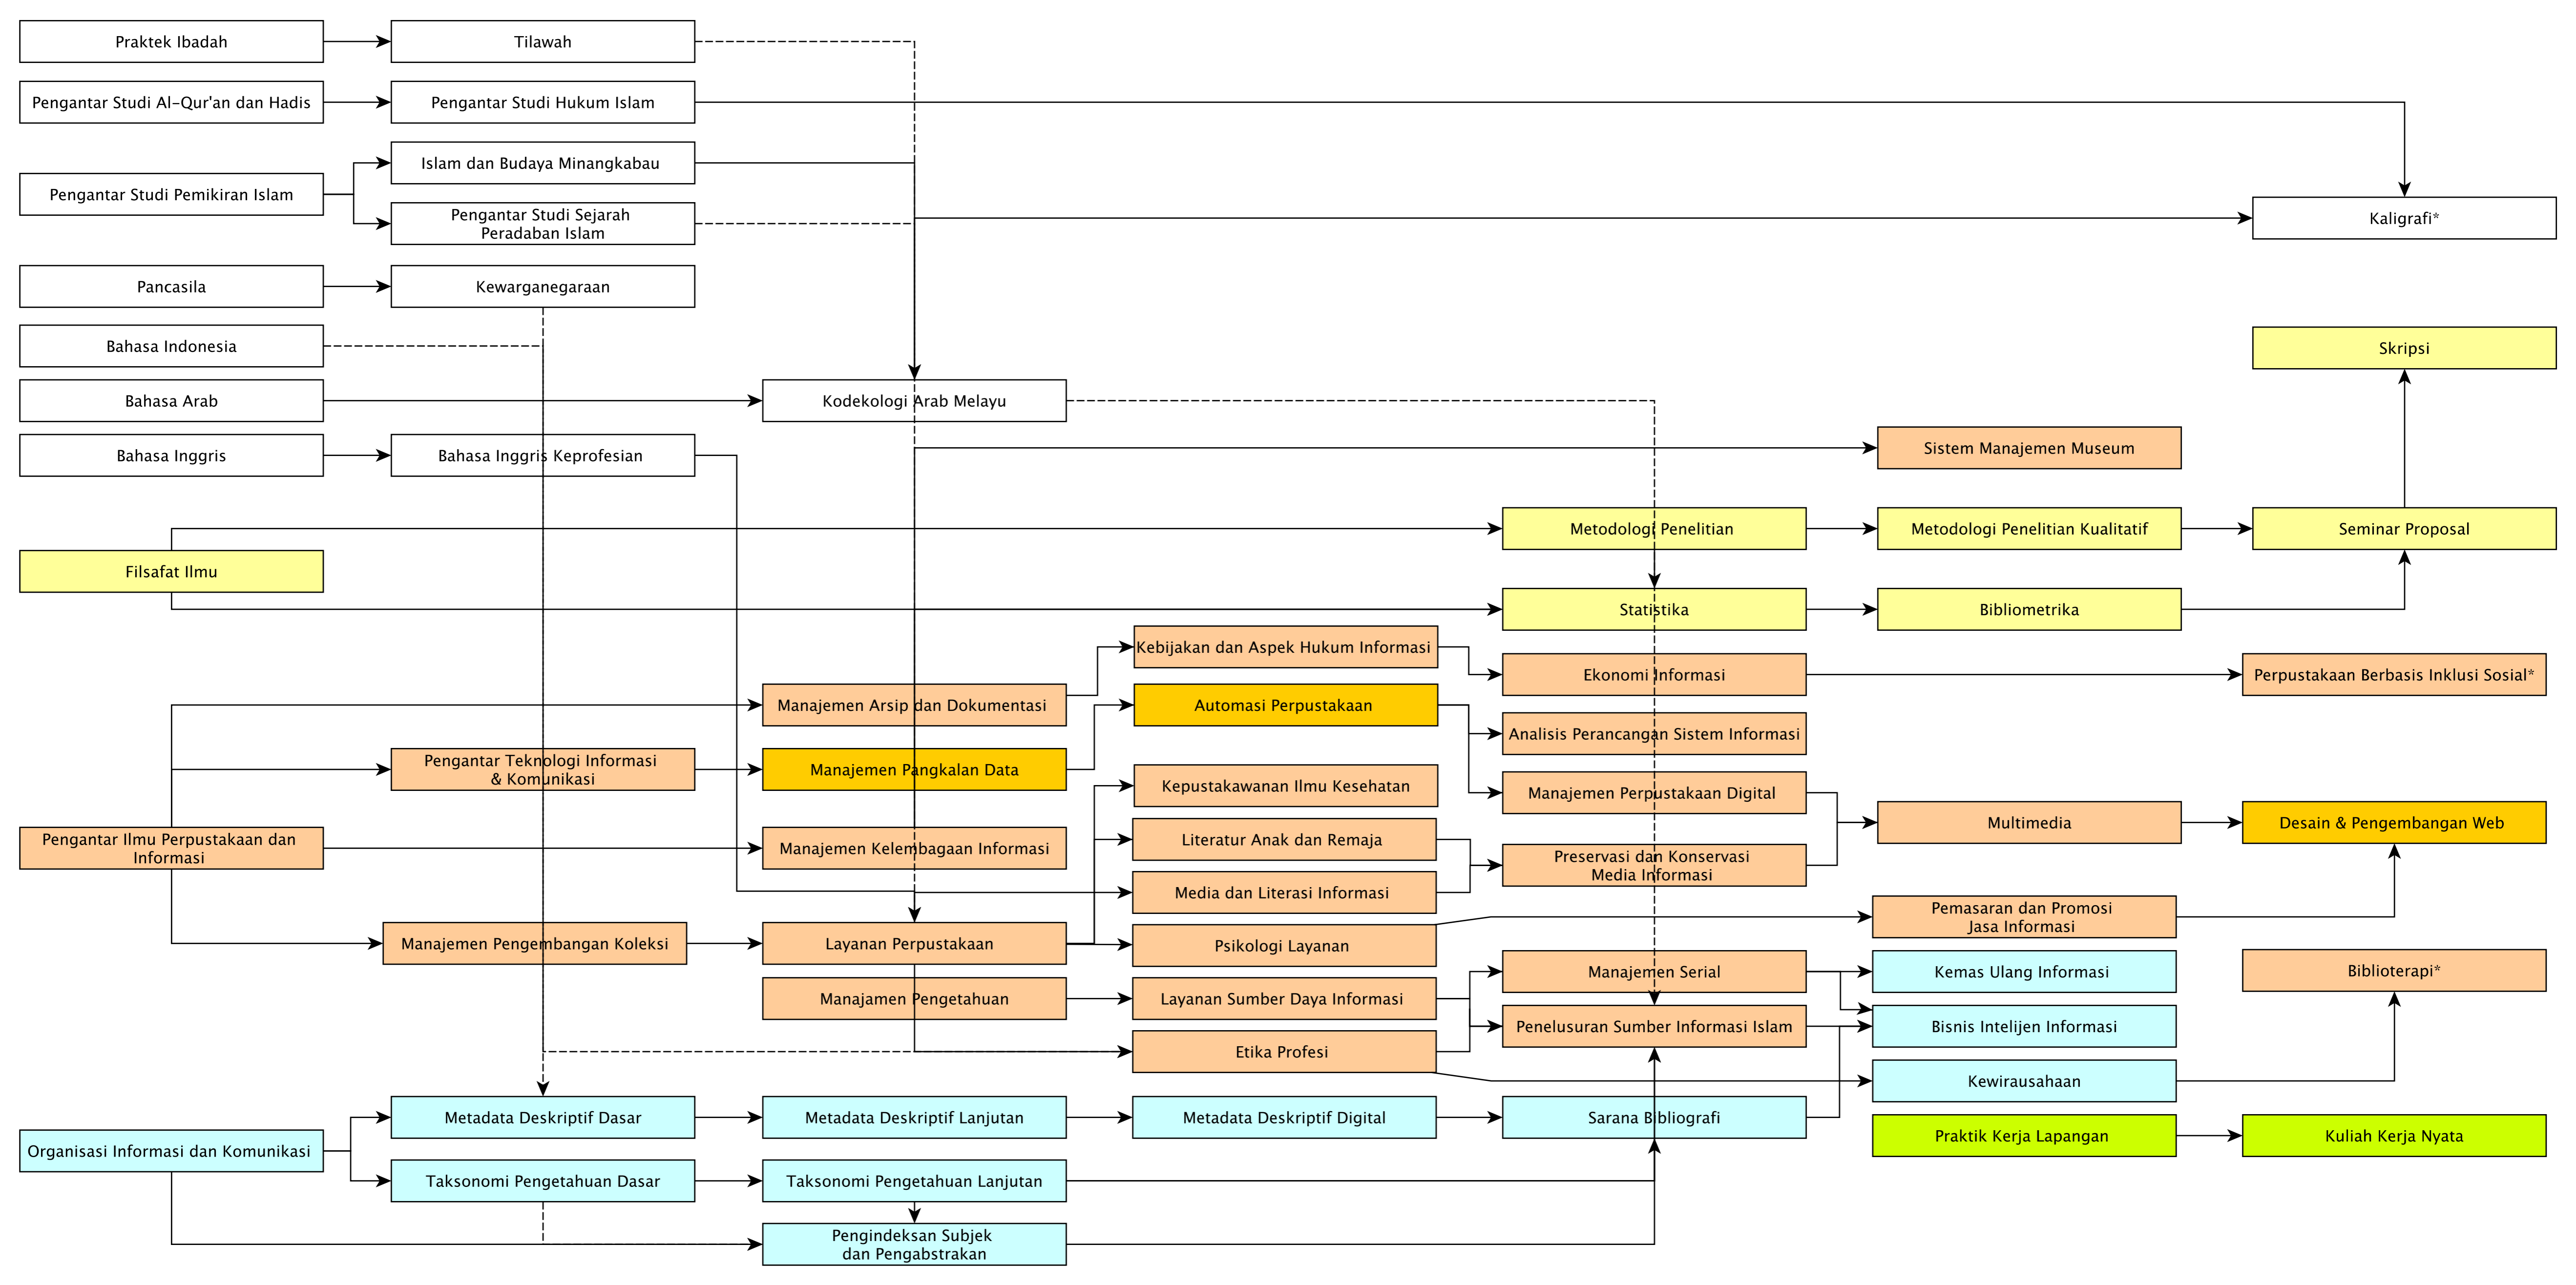 Praktek Ibadah
Tilawah
Pengantar Studi Al-Qur'an dan Hadis
Pengantar Studi Hukum Islam
Islam dan Budaya Minangkabau
Pengantar Studi Pemikiran Islam
Pengantar Studi Sejarah
Peradaban Islam
Kaligrafi*
Pancasila
Kewarganegaraan
Bahasa Indonesia
Skripsi
Bahasa Arab
Kodekologi Arab Melayu
Bahasa Inggris
Bahasa Inggris Keprofesian
Sistem Manajemen Museum
Metodologi Penelitian
Metodologi Penelitian Kualitatif
Seminar Proposal
Filsafat Ilmu
Statistika
Bibliometrika
Kebijakan dan Aspek Hukum Informasi
Ekonomi Informasi
Perpustakaan Berbasis Inklusi Sosial*
Manajemen Arsip dan Dokumentasi
Automasi Perpustakaan
Analisis Perancangan Sistem Informasi
Pengantar Teknologi Informasi
& Komunikasi
Manajemen Pangkalan Data
Kepustakawanan Ilmu Kesehatan
Manajemen Perpustakaan Digital
Multimedia
Desain & Pengembangan Web
Pengantar Ilmu Perpustakaan dan
Informasi
Manajemen Kelembagaan Informasi
Literatur Anak dan Remaja
Preservasi dan Konservasi
Media Informasi
Media dan Literasi Informasi
Pemasaran dan Promosi
Jasa Informasi
Manajemen Pengembangan Koleksi
Layanan Perpustakaan
Psikologi Layanan
Manajemen Serial
Kemas Ulang Informasi
Biblioterapi*
Manajamen Pengetahuan
Layanan Sumber Daya Informasi
Penelusuran Sumber Informasi Islam
Bisnis Intelijen Informasi
Etika Profesi
Kewirausahaan
Metadata Deskriptif Dasar
Metadata Deskriptif Lanjutan
Metadata Deskriptif Digital
Sarana Bibliografi
Praktik Kerja Lapangan
Kuliah Kerja Nyata
Organisasi Informasi dan Komunikasi
Taksonomi Pengetahuan Dasar
Taksonomi Pengetahuan Lanjutan
Pengindeksan Subjek
dan Pengabstrakan